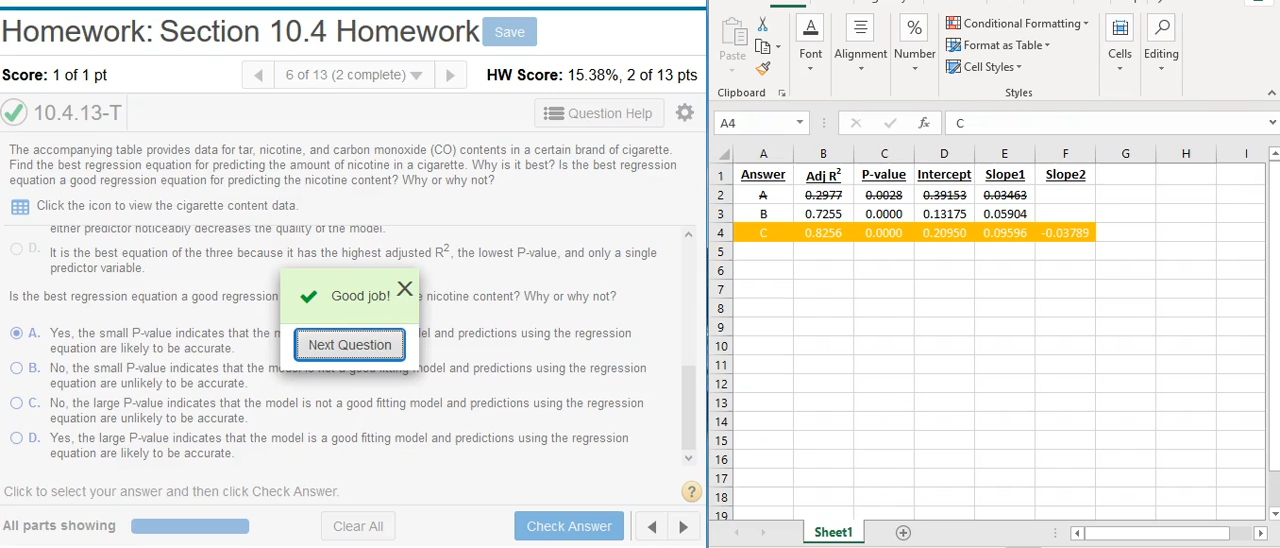 Homework: Section 10.4 Homework
Save
Score: 1 of 1 pt
6 of 13 (2 complete)
HW Score: 15.38%, 2 of 13 pts
10.4.13-T
Question Help
The accompanying table provides data for tar, nicotine, and carbon monoxide (CO) contents in a certain brand of cigarette.
Find the best regression equation for predicting the amount of nicotine in a cigarette. Why is it best? Is the best regression
equation a good regression equation for predicting the nicotine content? Why or why not?
Click the icon to view the cigarette content data.
either predictor noticeably decreases the quality of the model.
D. It is the best equation of the three because it has the highest adjusted R2, the lowest P-value, and only a single
predictor variable.
Is the best regression equation a good regression nicotine content? Why or why not?
A. Yes, the small P-value indicates that the m el and predictions using the regression
equation are likely to be accurate.
B. No, the small P-value indicates that the model is not a good fitting model and predictions using the regression
equation are unlikely to be accurate.
C. No, the large P-value indicates that the model is not a good fitting model and predictions using the regression
equation are unlikely to be accurate.
D. Yes, the large P-value indicates that the model is a good fitting model and predictions using the regression
equation are likely to be accurate.
Good job!
Next Question
Click to select your answer and then click Check Answer.
?
All parts showing
Clear All
Check Answer
Paste
Clipboard
A
Font
Alignment
%
Number
Conditional Formatting
Format as Table
Cell Styles
Styles
Cells
Editing
A4
fx
C
A B C D E F G H I
1 Answer Adj R2 P-value Intercept Slope1 Slope2
2 A 0.2977 0.0028 0.39153 0.03463
3 B 0.7255 0.0000 0.13175 0.05904
4 C 0.8256 0.0000 0.20950 0.09596 -0.03789
5
6
7
8
9
10
11
12
13
14
15
16
17
18
19
Sheet1